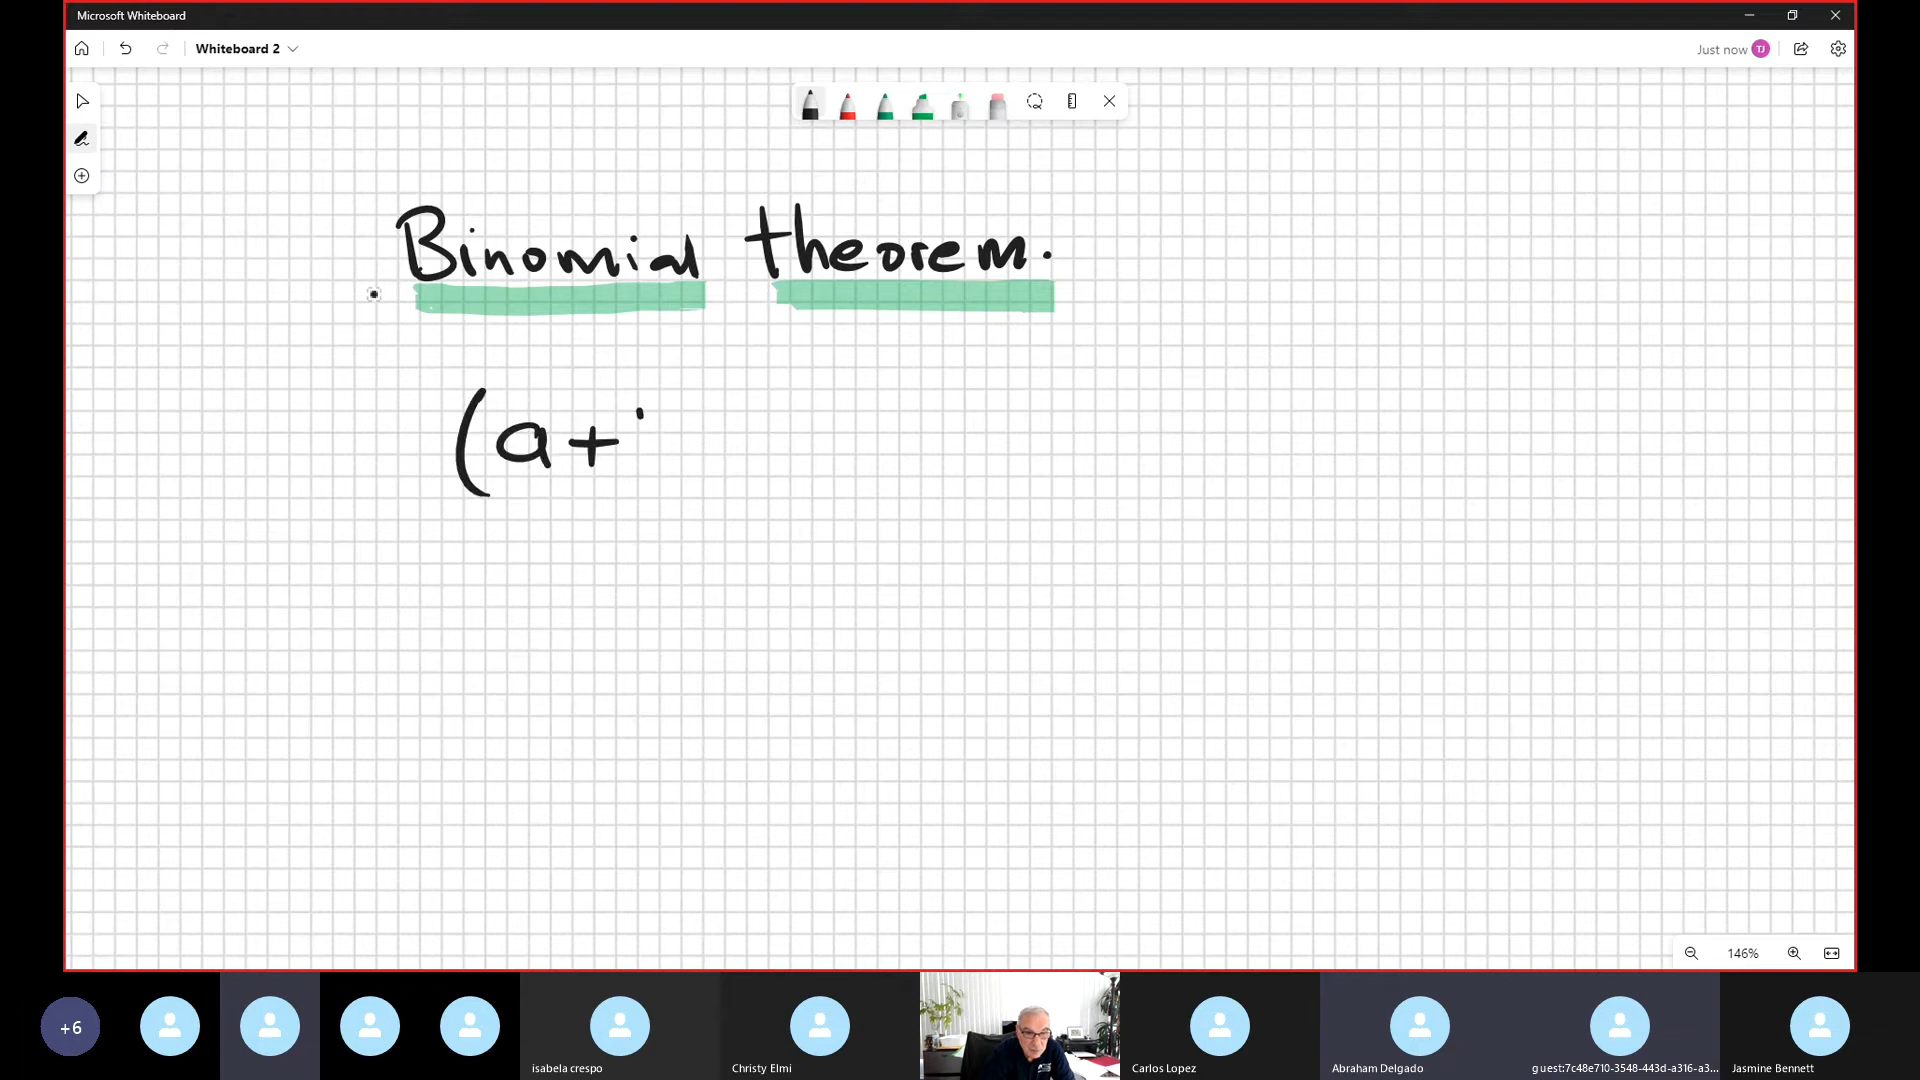 Microsoft Whiteboard
Whiteboard 2
Just now TJ
Binomial theorem.
(a+
146%
+6
isabela crespo
Christy Elmi
Carlos Lopez
Abraham Delgado
guest:7c48e710-3548-443d-a316-a3...
Jasmine Bennett